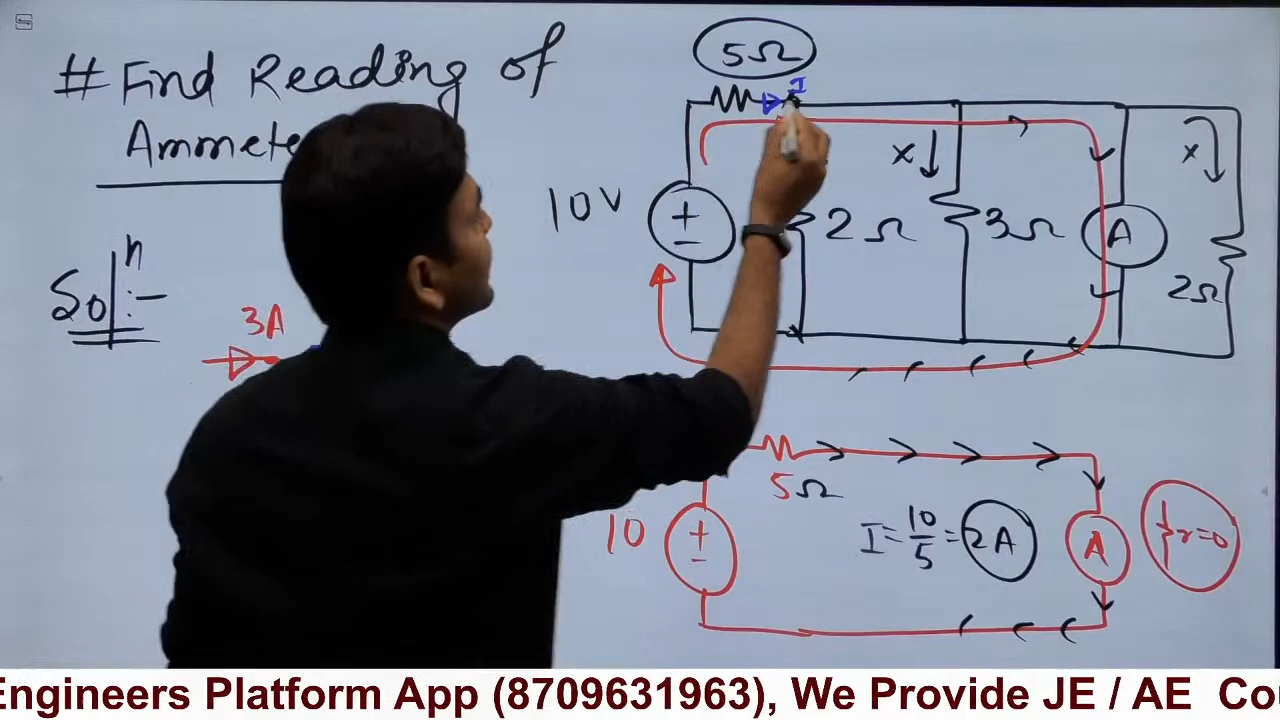 # Find Reading of
Ammete
Sol^n :-
3A
5Ω
I
10V
+
-
2Ω
x
3Ω
A
x
2Ω
5Ω
10
+
-
I = 10/5 = 2A
A
r=0
Engineers Platform App (8709631963), We Provide JE / AE Co